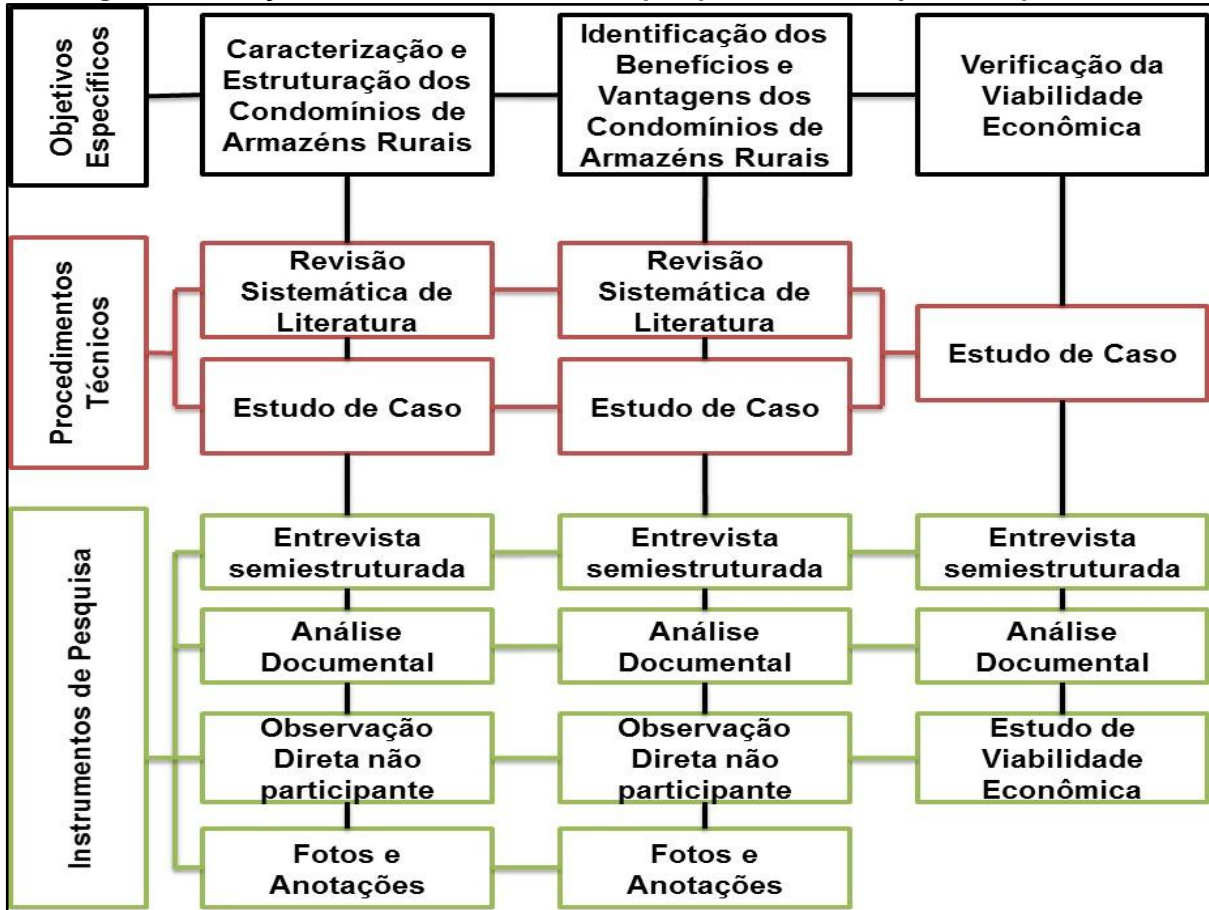 Objetivos
Específicos
Caracterização e
Estruturação dos
Condomínios de
Armazéns Rurais
Identificação dos
Benefícios e
Vantagens dos
Condomínios de
Armazéns Rurais
Verificação da
Viabilidade
Econômica
Procedimentos
Técnicos
Revisão
Sistemática de
Literatura
Revisão
Sistemática de
Literatura
Estudo de Caso
Estudo de Caso
Estudo de Caso
Instrumentos de Pesquisa
Entrevista
semiestruturada
Entrevista
semiestruturada
Entrevista
semiestruturada
Análise
Documental
Análise
Documental
Análise
Documental
Observação
Direta não
participante
Observação
Direta não
participante
Estudo de
Viabilidade
Econômica
Fotos e
Anotações
Fotos e
Anotações